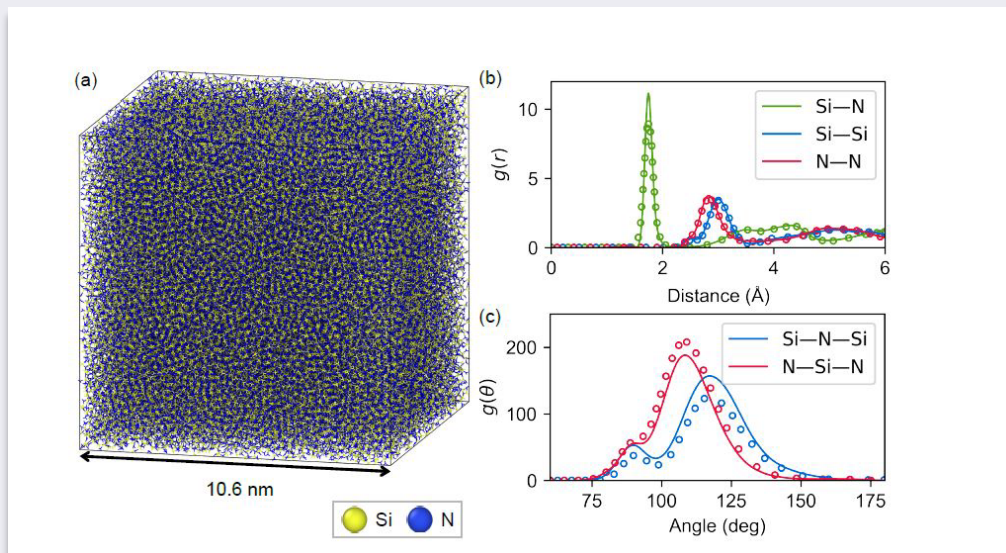 (a)
10.6 nm
Si N
(b)
g(r)
10
5
0
Si—N
Si—Si
N—N
0 2 4 6
Distance (Å)
(c)
g(θ)
200
100
0
Si—N—Si
N—Si—N
75 100 125 150 175
Angle (deg)